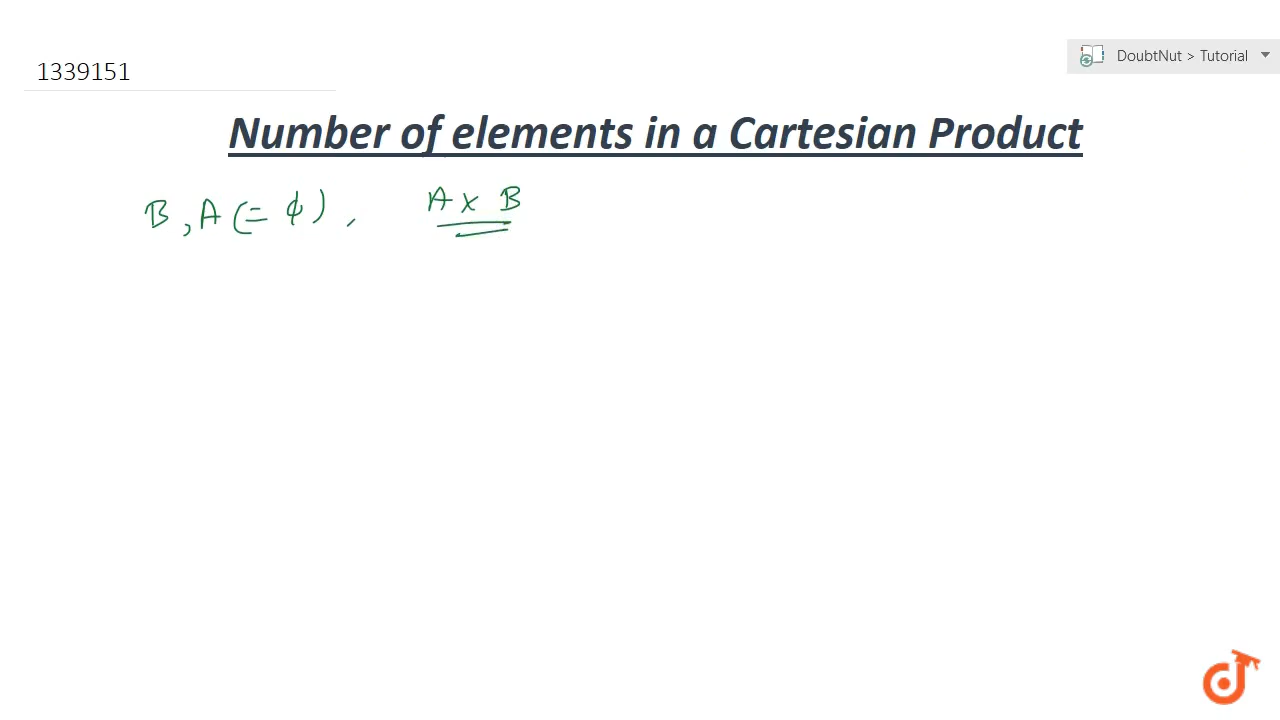 DoubtNut > Tutorial
1339151
Number of elements in a Cartesian Product
B, A (= ϕ), A x B